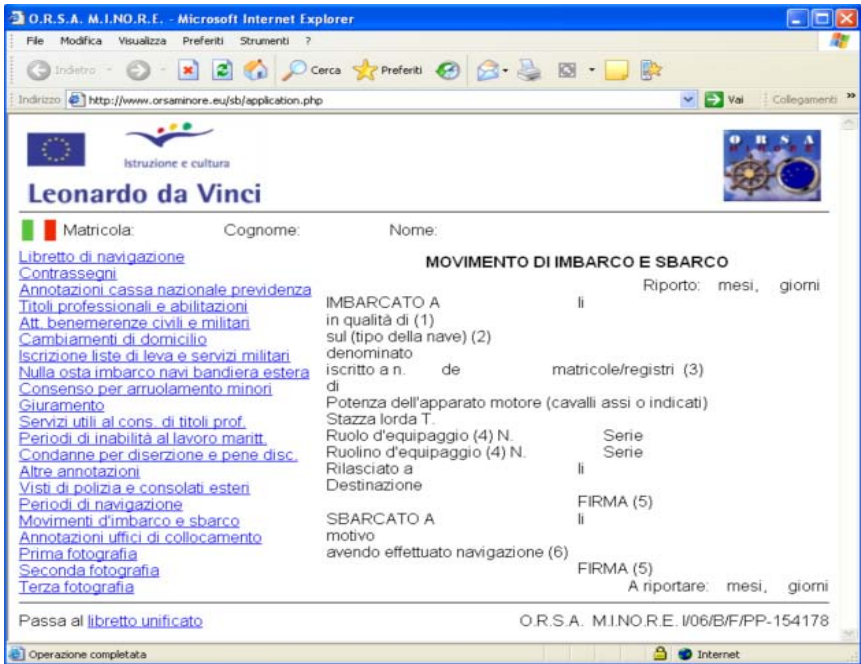 O.R.S.A. M.I.NO.R.E. - Microsoft Internet Explorer
File Modifica Visualizza Preferiti Strumenti ?
Indietro Cerca Preferiti
Indirizzo http://www.orsaminore.eu/sb/application.php Vai Collegamenti »
Istruzione e cultura
Leonardo da Vinci
O R S A
Matricola: Cognome: Nome:
Libretto di navigazione
Contrassegni
Annotazioni cassa nazionale previdenza
Titoli professionali e abilitazioni
Att. benemerenze civili e militari
Cambiamenti di domicilio
Iscrizione liste di leva e servizi militari
Nulla osta imbarco navi bandiera estera
Consenso per arruolamento minori
Giuramento
Servizi utili al cons. di titoli prof.
Periodi di inabilità al lavoro maritt.
Condanne per diserzione e pene disc.
Altre annotazioni
Visti di polizia e consolati esteri
Periodi di navigazione
Movimenti d'imbarco e sbarco
Annotazioni uffici di collocamento
Prima fotografia
Seconda fotografia
Terza fotografia
MOVIMENTO DI IMBARCO E SBARCO
Riporto: mesi, giorni
IMBARCATO A li
in qualità di (1)
sul (tipo della nave) (2)
denominato
iscritto a n. de matricole/registri (3)
di
Potenza dell'apparato motore (cavalli assi o indicati)
Stazza lorda T.
Ruolo d'equipaggio (4) N. Serie
Ruolino d'equipaggio (4) N. Serie
Rilasciato a li
Destinazione
FIRMA (5)
SBARCATO A li
motivo
avendo effettuato navigazione (6)
FIRMA (5)
A riportare: mesi, giorni
Passa al libretto unificato O.R.S.A. M.I.NO.R.E. I/06/B/F/PP-154178
Operazione completata Internet